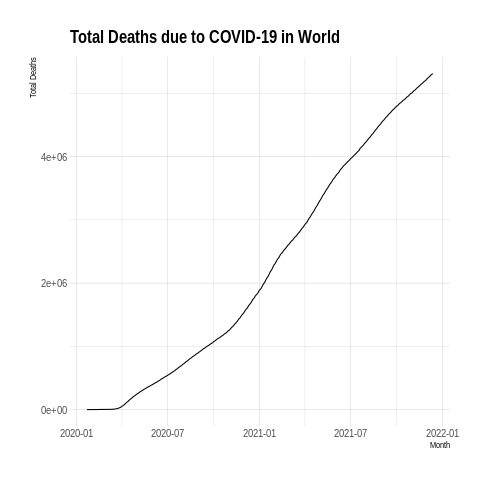 Total Deaths due to COVID-19 in World
Total Deaths
4e+06
2e+06
0e+00
2020-01 2020-07 2021-01 2021-07 2022-01
Month